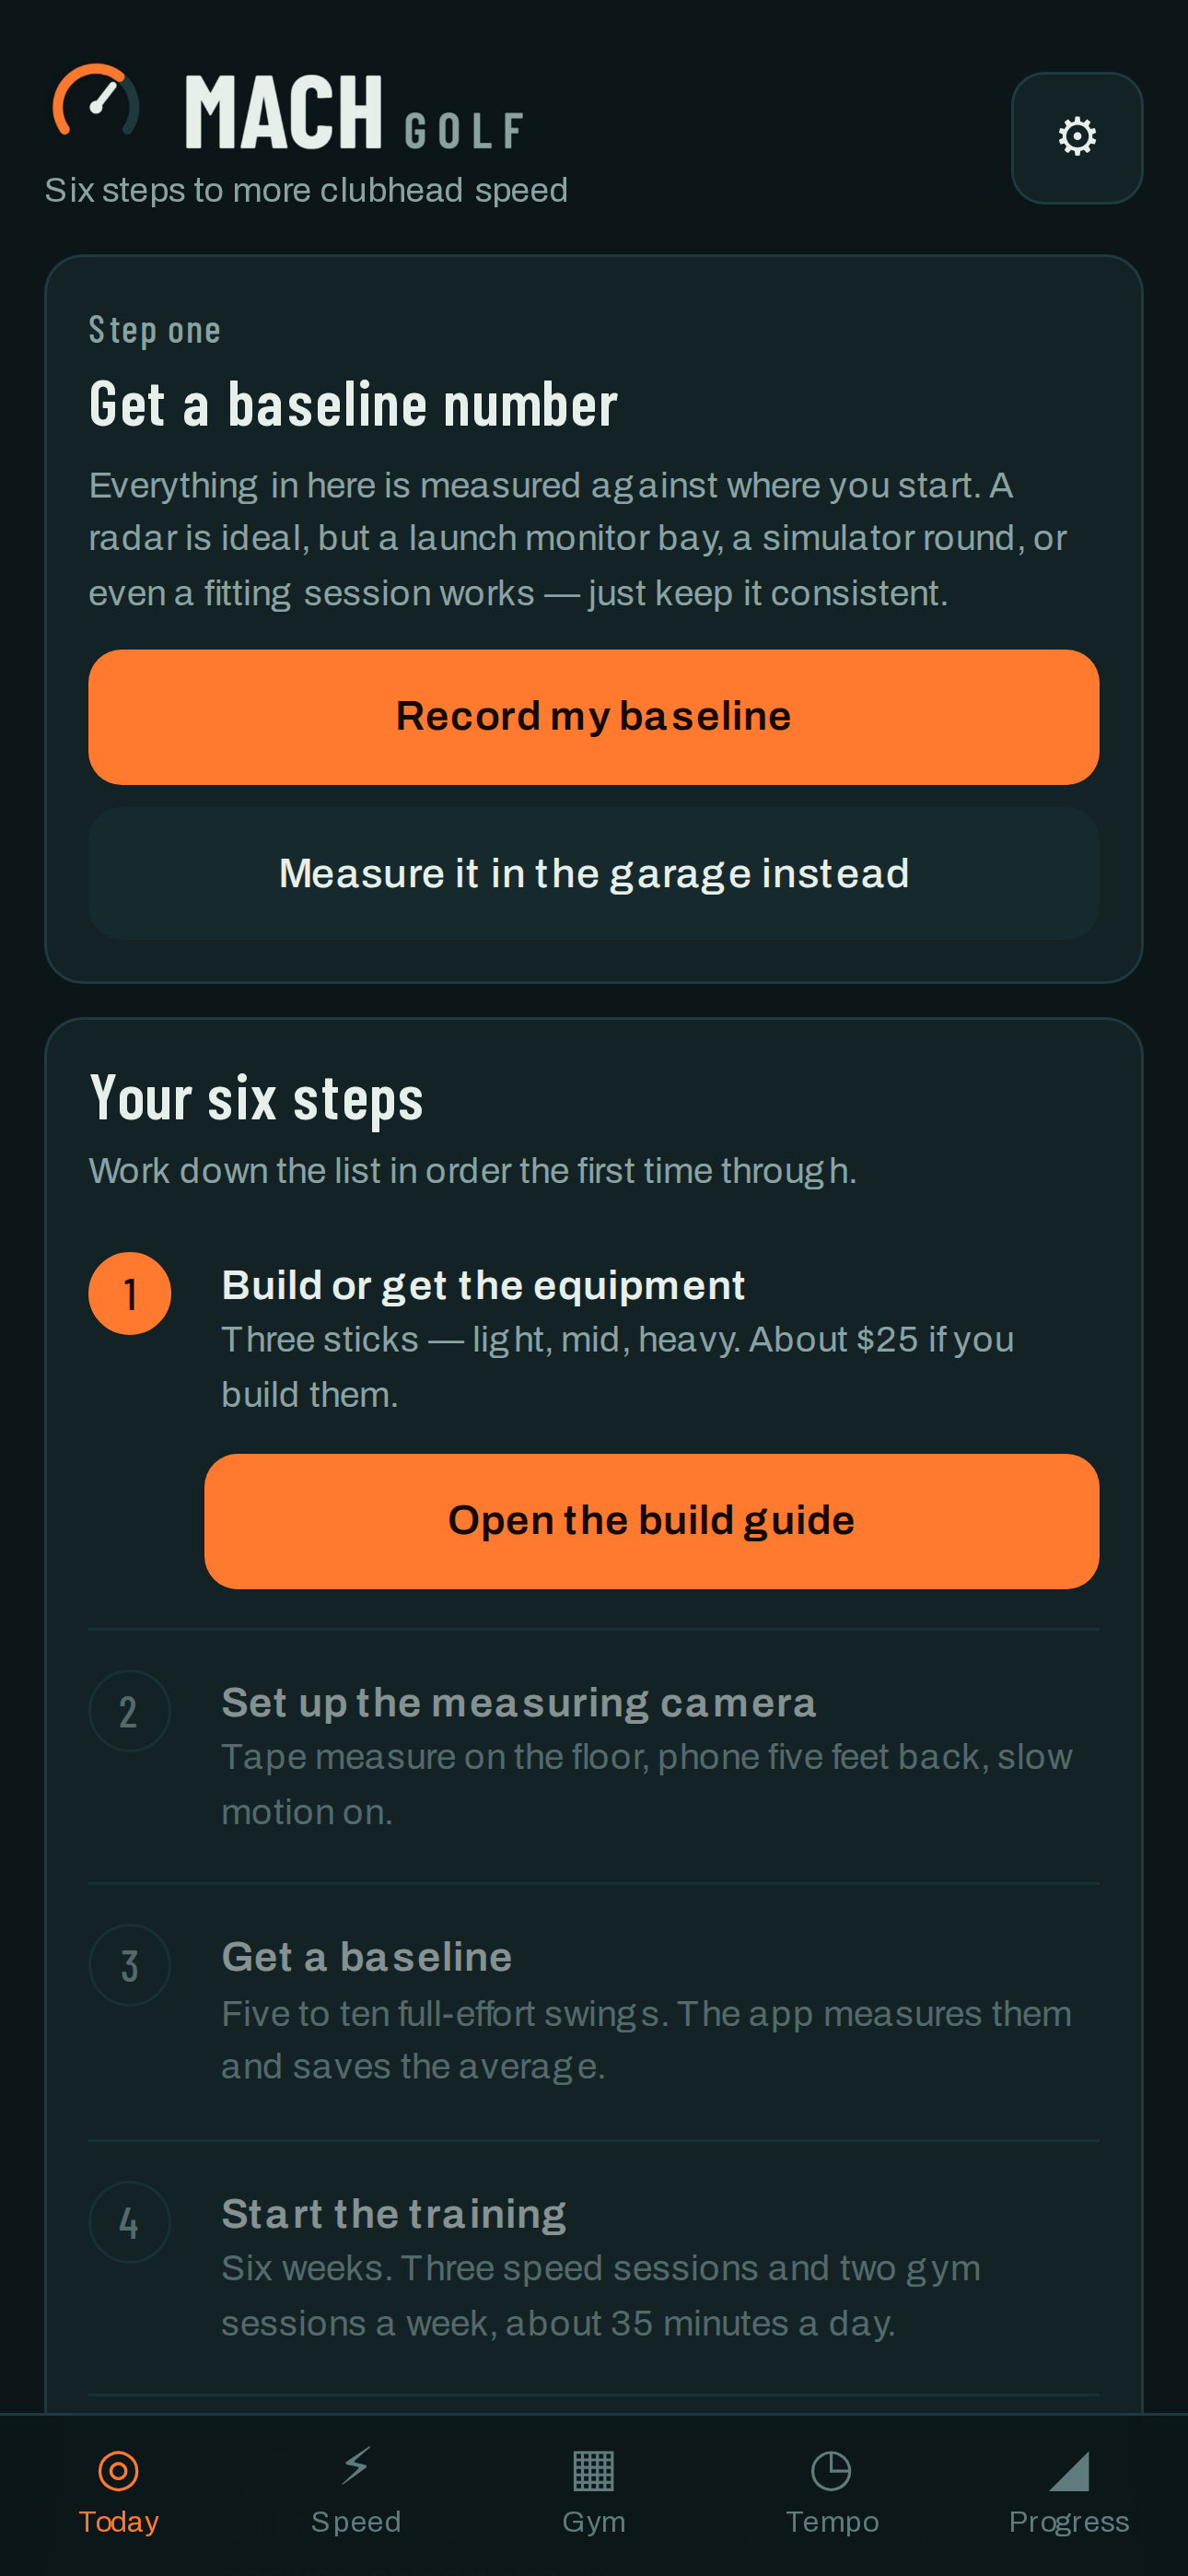 MACH GOLF
Six steps to more clubhead speed
Step one
Get a baseline number
Everything in here is measured against where you start. A
radar is ideal, but a launch monitor bay, a simulator round, or
even a fitting session works — just keep it consistent.
Record my baseline
Measure it in the garage instead
Your six steps
Work down the list in order the first time through.
1
Build or get the equipment
Three sticks — light, mid, heavy. About $25 if you
build them.
Open the build guide
2
Set up the measuring camera
Tape measure on the floor, phone five feet back, slow
motion on.
3
Get a baseline
Five to ten full-effort swings. The app measures them
and saves the average.
4
Start the training
Six weeks. Three speed sessions and two gym
sessions a week, about 35 minutes a day.
Today
Speed
Gym
Tempo
Progress